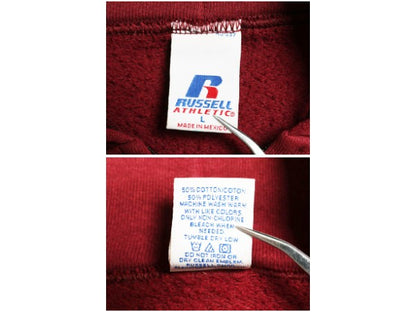 RUSSELL
ATHLETIC®
L
MADE IN MEXICO
50% COTTON/COTON
50% POLYESTER
MACHINE WASH WARM
WITH LIKE COLORS
ONLY NON-CHLORINE
BLEACH WHEN
NEEDED
TUMBLE DRY LOW
DO NOT IRON OR
DRY CLEAN EMBLEM.
RUSSELL